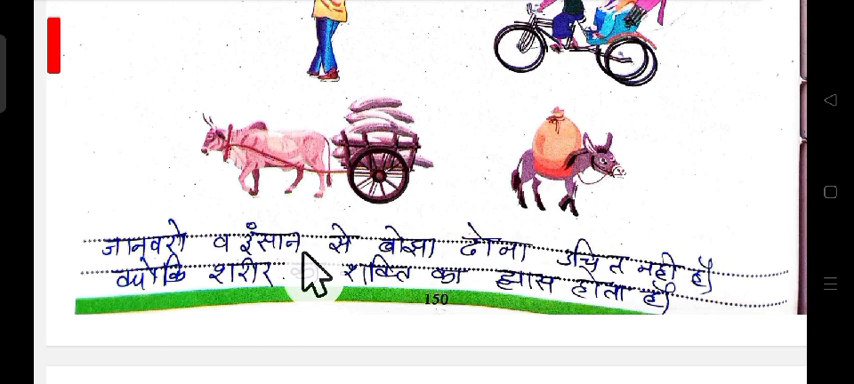 जानवरो व इंसान से बोझा ढोना उचित नही है।
क्योकि शरीर की शक्ति का ह्रास होता है।
150